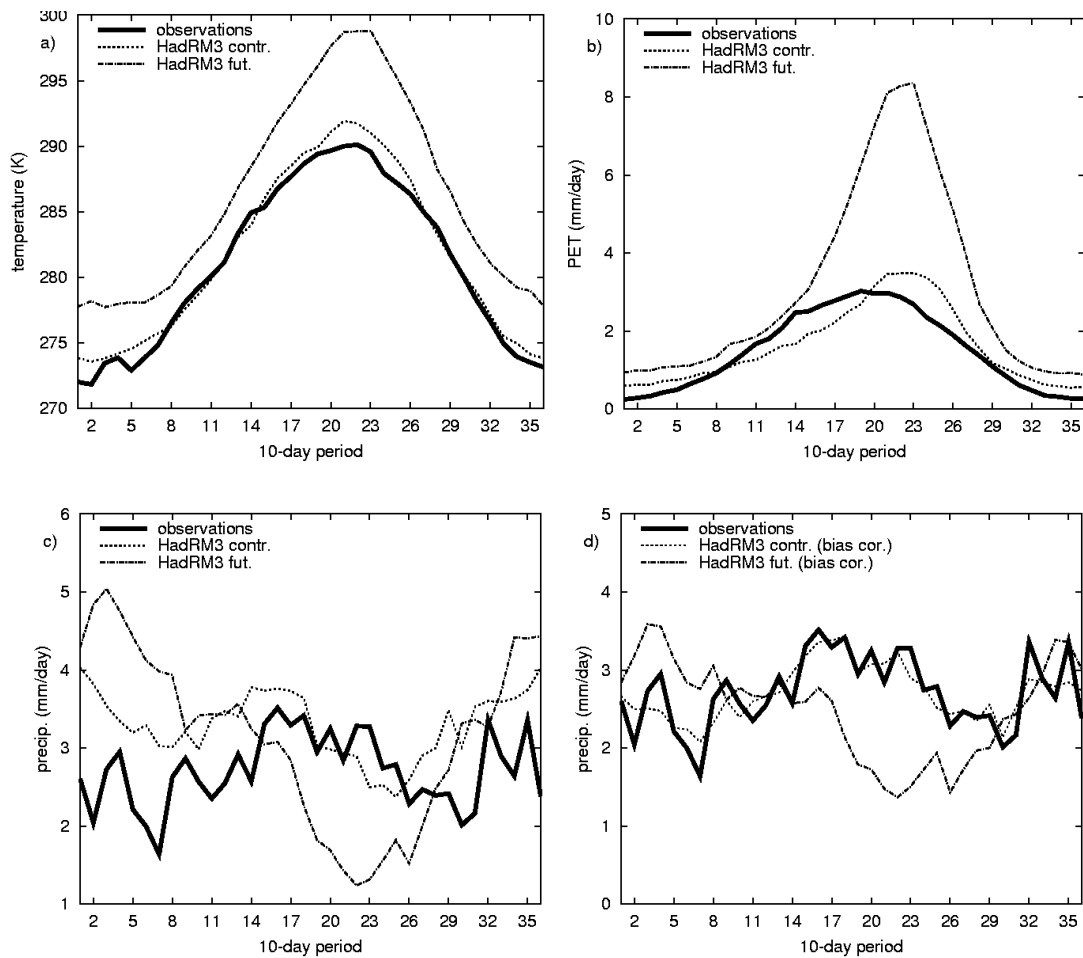 300
295
290
285
280
275
270
temperature (K)
a)
observations
HadRM3 contr.
HadRM3 fut.
2 5 8 11 14 17 20 23 26 29 32 35
10-day period
10
8
6
4
2
0
PET (mm/day)
b)
observations
HadRM3 contr.
HadRM3 fut.
2 5 8 11 14 17 20 23 26 29 32 35
10-day period
6
5
4
3
2
1
precip. (mm/day)
c)
observations
HadRM3 contr.
HadRM3 fut.
2 5 8 11 14 17 20 23 26 29 32 35
10-day period
5
4
3
2
1
0
precip. (mm/day)
d)
observations
HadRM3 contr. (bias cor.)
HadRM3 fut. (bias cor.)
2 5 8 11 14 17 20 23 26 29 32 35
10-day period